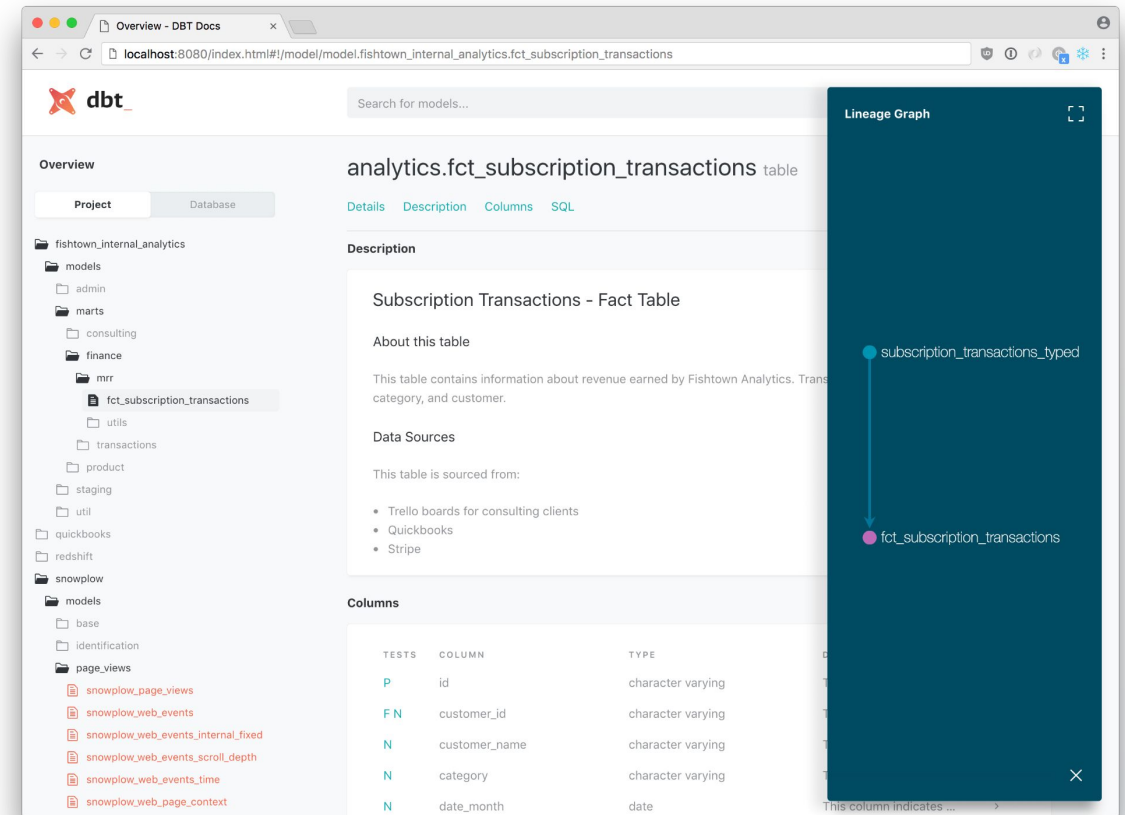 Overview - DBT Docs
localhost:8080/index.html#!/model/model.fishtown_internal_analytics.fct_subscription_transactions
dbt_
Search for models...
Overview
Project
Database
fishtown_internal_analytics
models
admin
marts
consulting
finance
mrr
fct_subscription_transactions
utils
transactions
product
staging
util
quickbooks
redshift
snowplow
models
base
identification
page_views
snowplow_page_views
snowplow_web_events
snowplow_web_events_internal_fixed
snowplow_web_events_scroll_depth
snowplow_web_events_time
snowplow_web_page_context
analytics.fct_subscription_transactions table
Details Description Columns SQL
Description
Subscription Transactions - Fact Table
About this table
This table contains information about revenue earned by Fishtown Analytics. Trans
category, and customer.
Data Sources
This table is sourced from:
• Trello boards for consulting clients
• Quickbooks
• Stripe
Columns
TESTS COLUMN TYPE
P id character varying
F N customer_id character varying
N customer_name character varying
N category character varying
N date_month date This column indicates ...
Lineage Graph
subscription_transactions_typed
fct_subscription_transactions